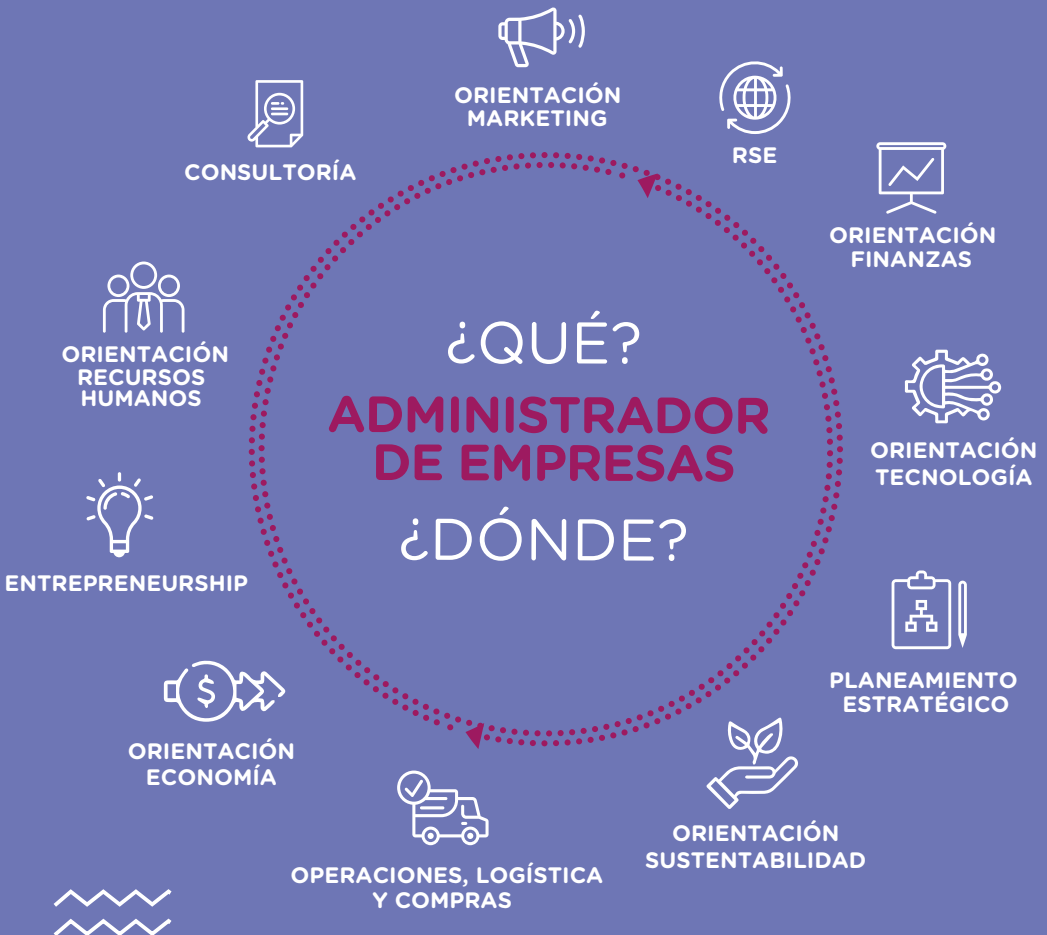 ORIENTACIÓN
MARKETING
RSE
CONSULTORÍA
ORIENTACIÓN
FINANZAS
ORIENTACIÓN
RECURSOS
HUMANOS
¿QUÉ?
ADMINISTRADOR
DE EMPRESAS
¿DÓNDE?
ORIENTACIÓN
TECNOLOGÍA
ENTREPRENEURSHIP
PLANEAMIENTO
ESTRATÉGICO
ORIENTACIÓN
ECONOMÍA
ORIENTACIÓN
SUSTENTABILIDAD
OPERACIONES, LOGÍSTICA
Y COMPRAS